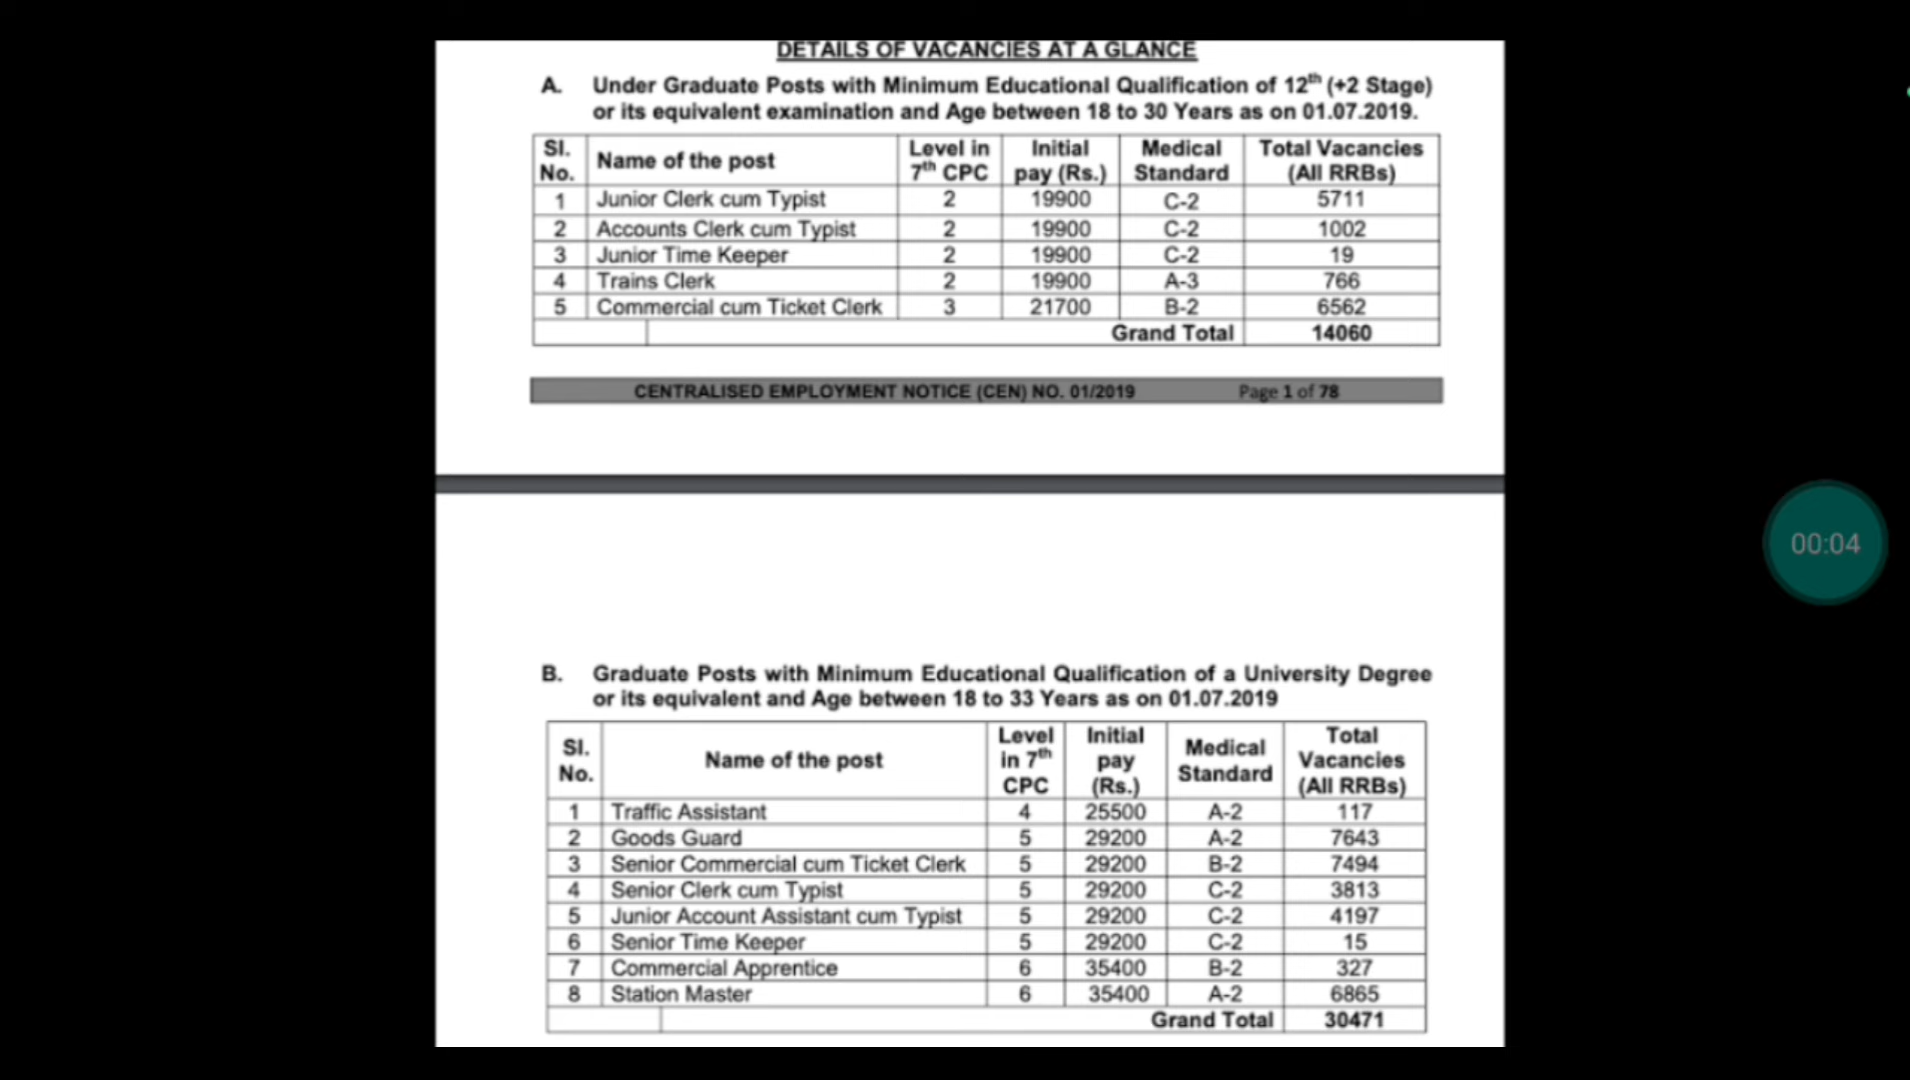 DETAILS OF VACANCIES AT A GLANCE
A. Under Graduate Posts with Minimum Educational Qualification of 12th (+2 Stage)
or its equivalent examination and Age between 18 to 30 Years as on 01.07.2019.
Sl. No. Name of the post Level in 7th CPC Initial pay (Rs.) Medical Standard Total Vacancies (All RRBs)
1 Junior Clerk cum Typist 2 19900 C-2 5711
2 Accounts Clerk cum Typist 2 19900 C-2 1002
3 Junior Time Keeper 2 19900 C-2 19
4 Trains Clerk 2 19900 A-3 766
5 Commercial cum Ticket Clerk 3 21700 B-2 6562
Grand Total 14060
CENTRALISED EMPLOYMENT NOTICE (CEN) NO. 01/2019 Page 1 of 78
00:04
B. Graduate Posts with Minimum Educational Qualification of a University Degree
or its equivalent and Age between 18 to 33 Years as on 01.07.2019
Sl. No. Name of the post Level in 7th CPC Initial pay (Rs.) Medical Standard Total Vacancies (All RRBs)
1 Traffic Assistant 4 25500 A-2 117
2 Goods Guard 5 29200 A-2 7643
3 Senior Commercial cum Ticket Clerk 5 29200 B-2 7494
4 Senior Clerk cum Typist 5 29200 C-2 3813
5 Junior Account Assistant cum Typist 5 29200 C-2 4197
6 Senior Time Keeper 5 29200 C-2 15
7 Commercial Apprentice 6 35400 B-2 327
8 Station Master 6 35400 A-2 6865
Grand Total 30471